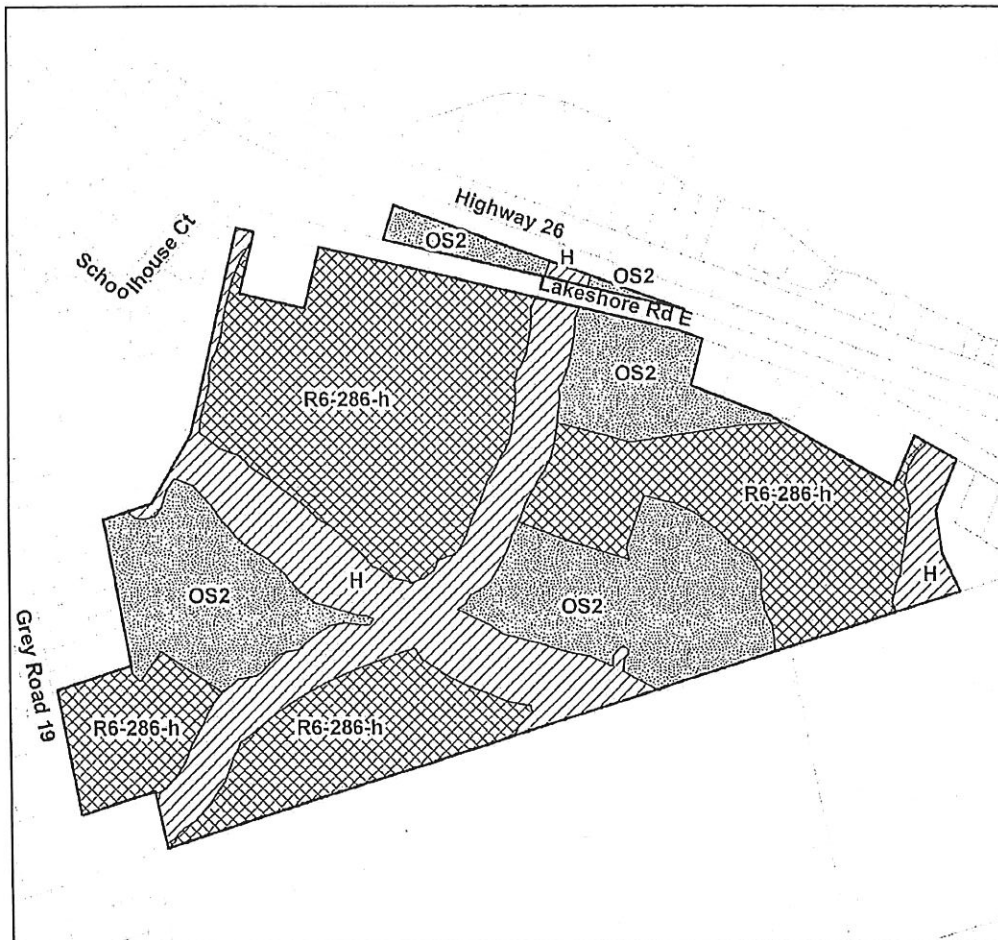 Highway 26
Schoolhouse Ct
OS2
H
OS2
Lakeshore Rd E
OS2
R6-286-h
R6-286-h
H
H
OS2
OS2
Grey Road 19
R6-286-h
R6-286-h